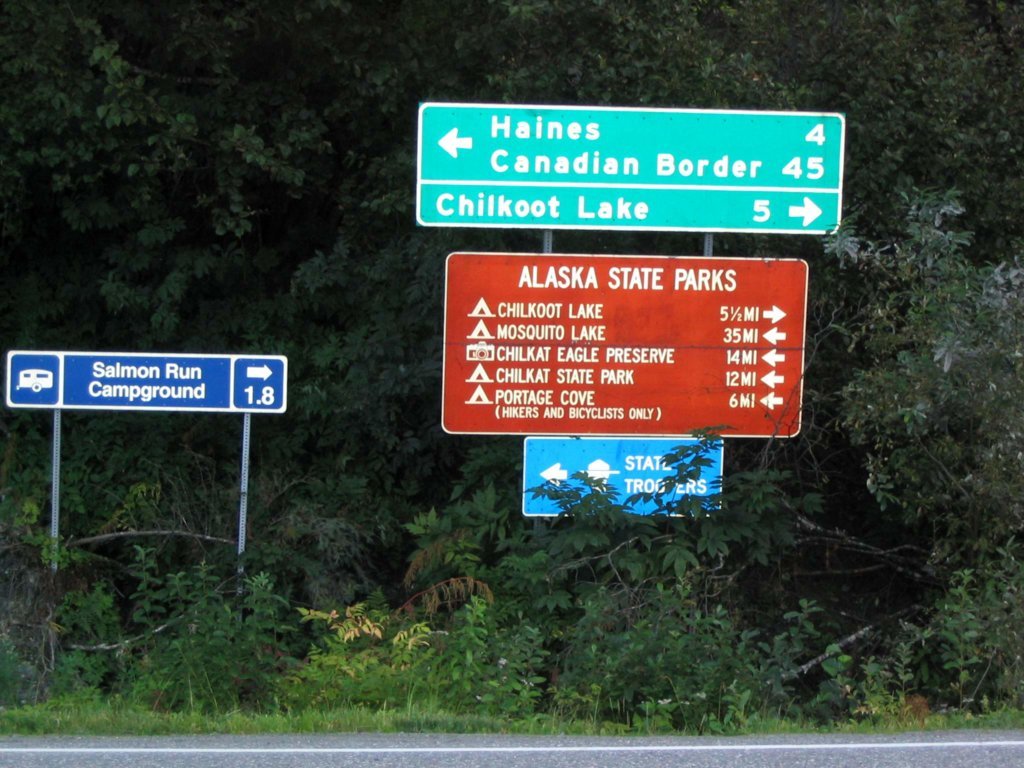 Haines 4
Canadian Border 45
Chilkoot Lake 5
ALASKA STATE PARKS
CHILKOOT LAKE 5½MI
MOSQUITO LAKE 35MI
CHILKAT EAGLE PRESERVE 14MI
CHILKAT STATE PARK 12MI
PORTAGE COVE 6MI
(HIKERS AND BICYCLISTS ONLY)
Salmon Run
Campground 1.8
STATE
TROOPERS